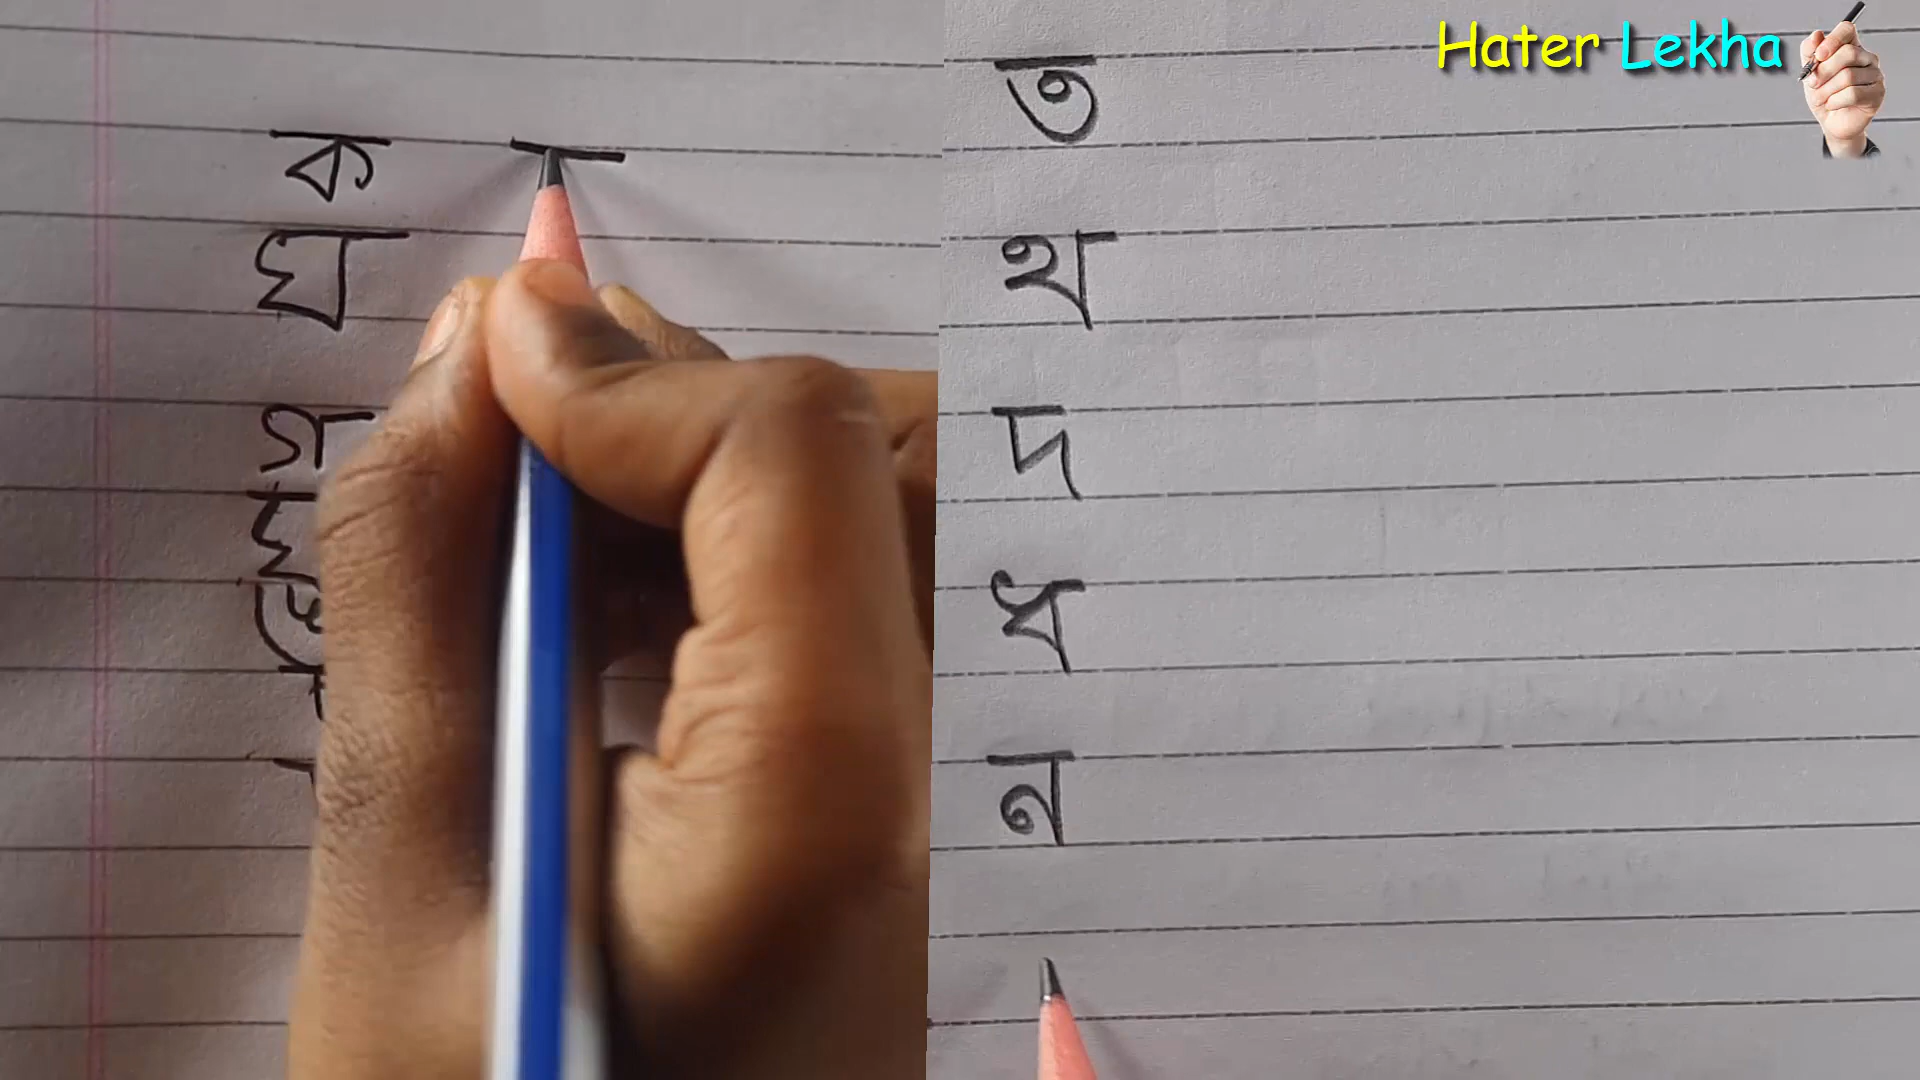 Hater Lekha
ক
ঘ
গ
ত
থ
দ
ধ
ন